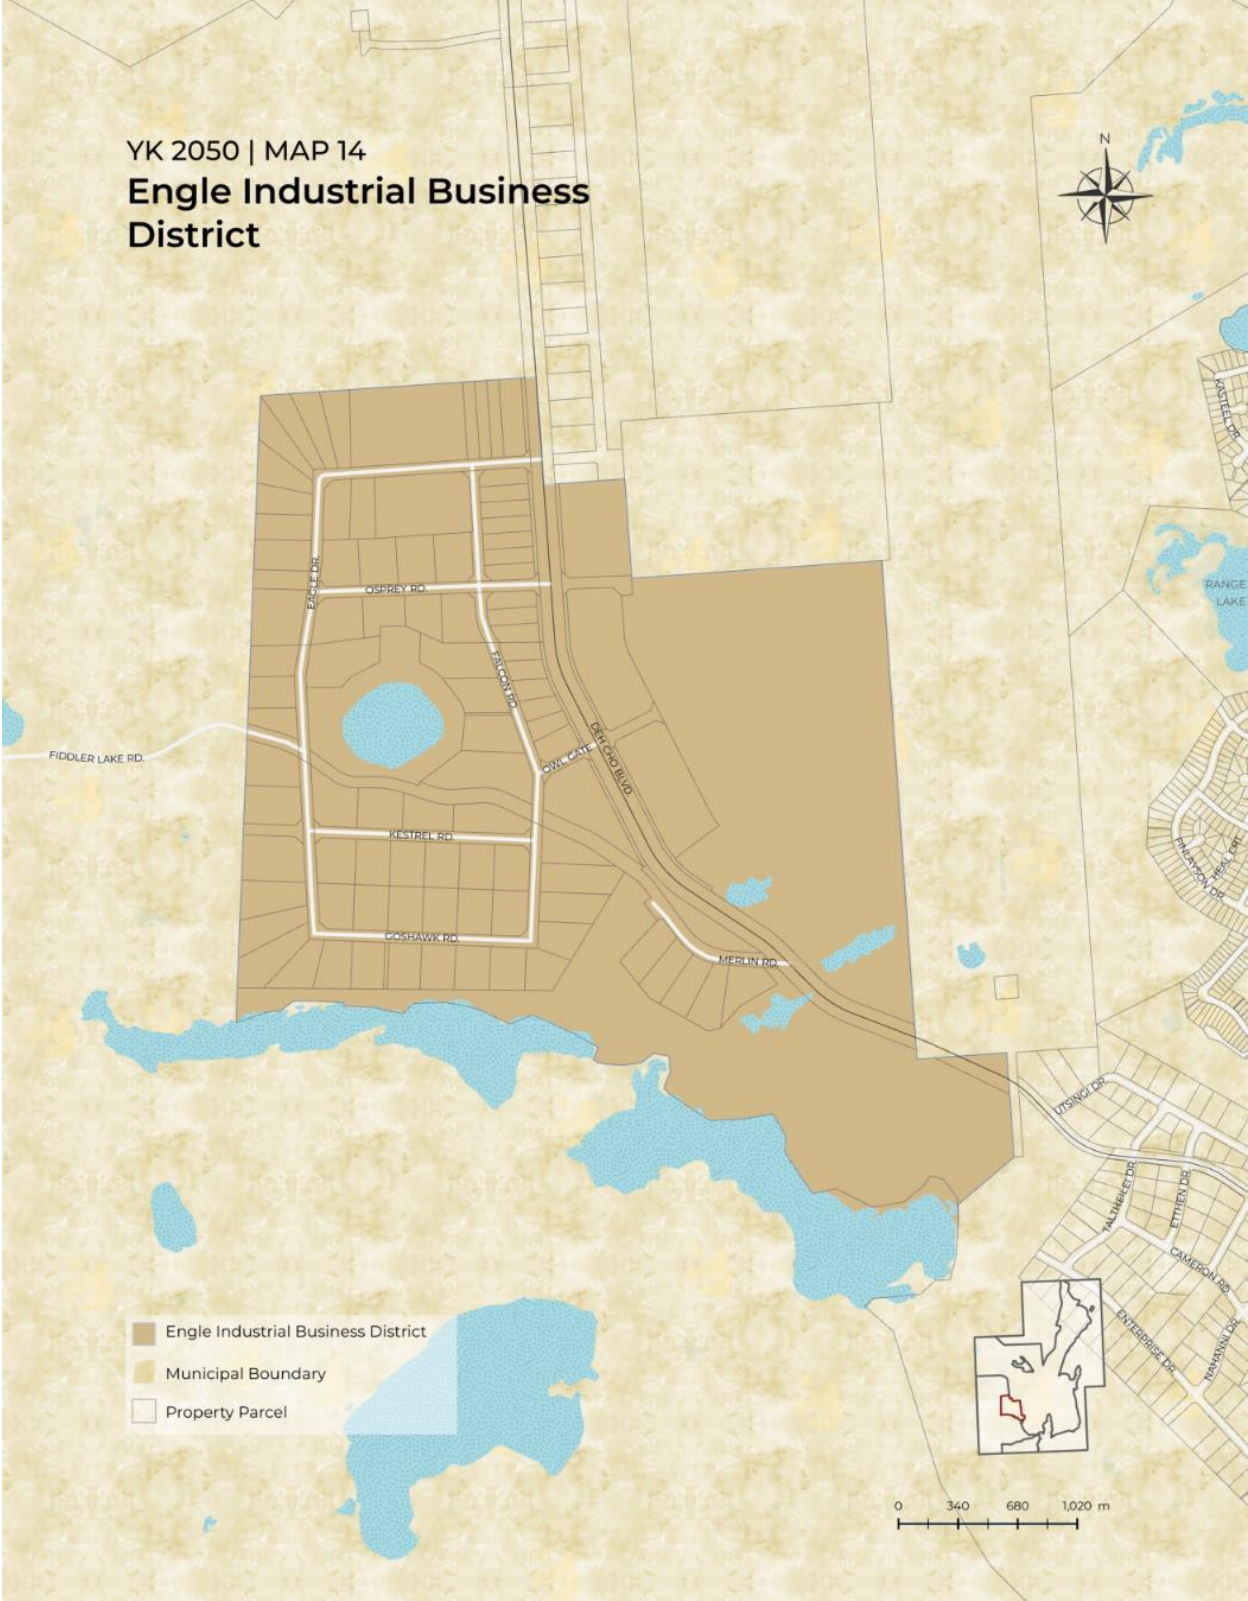 YK 2050 | MAP 14
Engle Industrial Business
District
N
KASTEEL DR.
RANGE
LAKE
EAGLE DR.
OSPREY RD.
FALCON RD.
FIDDLER LAKE RD.
OWL GATE
DEH CHO BLVD.
KESTREL RD.
FINLAYSON DR.
HEAL CRT.
GOSHAWK RD.
MERLIN RD.
UTSINGI DR.
TALTHEILEI DR.
ETTHEN DR.
CAMERON RD.
ENTERPRISE DR.
NAHANNI DR.
Engle Industrial Business District
Municipal Boundary
Property Parcel
0 340 680 1,020 m